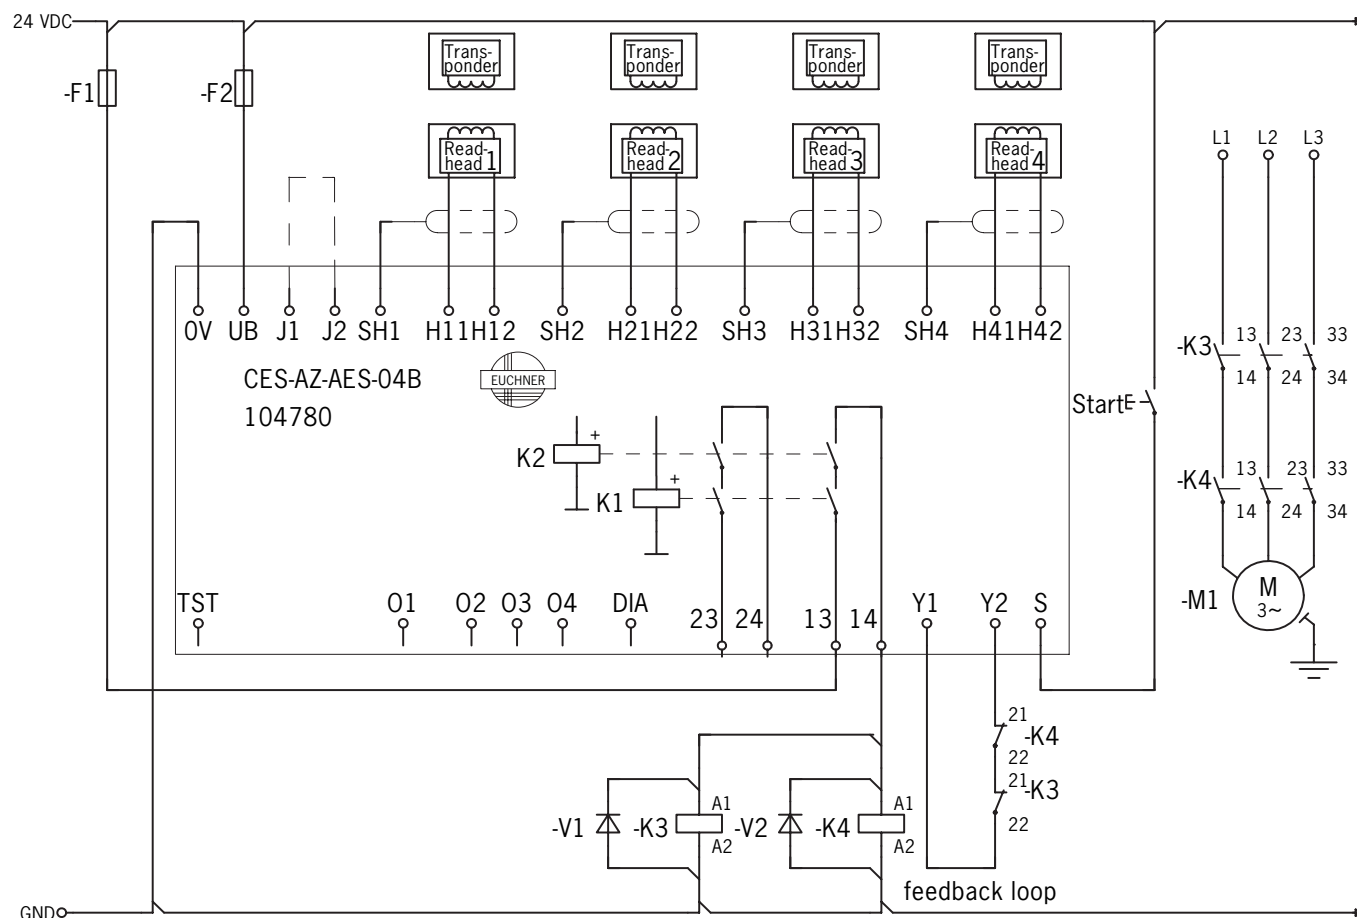 24 VDC
-F1
-F2
Trans-
ponder
Trans-
ponder
Trans-
ponder
Trans-
ponder
Read-
head 1
Read-
head 2
Read-
head 3
Read-
head 4
L1 L2 L3
0V UB J1 J2 SH1 H11 H12 SH2 H21 H22 SH3 H31 H32 SH4 H41 H42
CES-AZ-AES-04B
104780
EUCHNER
-K3
13 23 33
14 24 34
Start
K2 +
K1 +
-K4
13 23 33
14 24 34
-M1
M
3~
TST O1 O2 O3 O4 DIA 23 24 13 14 Y1 Y2 S
21
-K4
22
21
-K3
22
-V1 -K3 A1
A2
-V2 -K4 A1
A2
feedback loop
GND